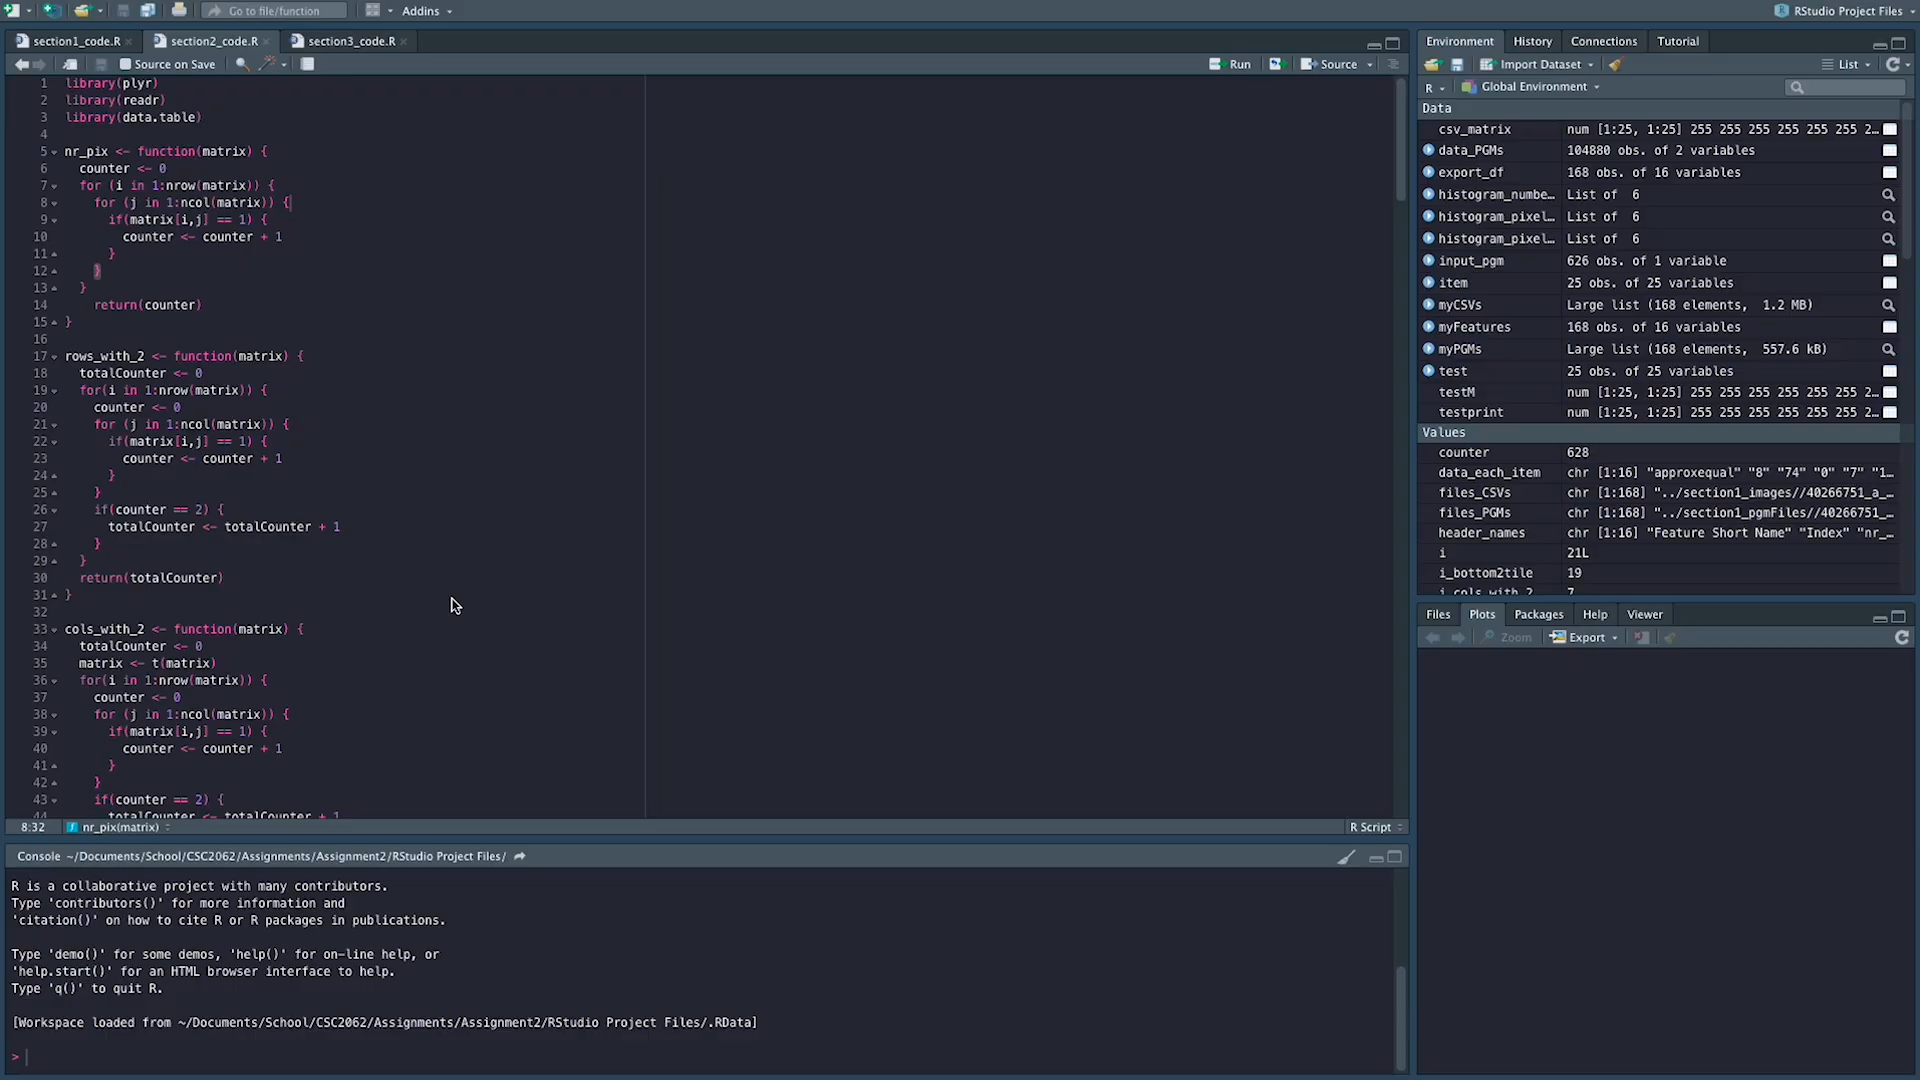 Go to file/function
Addins
RStudio Project Files
section1_code.R
section2_code.R
section3_code.R
Source on Save
Run
Source
1 library(plyr)
2 library(readr)
3 library(data.table)
4
5 nr_pix <- function(matrix) {
6 counter <- 0
7 for (i in 1:nrow(matrix)) {
8 for (j in 1:ncol(matrix)) {
9 if(matrix[i,j] == 1) {
10 counter <- counter + 1
11 }
12 }
13 }
14 return(counter)
15 }
16
17 rows_with_2 <- function(matrix) {
18 totalCounter <- 0
19 for(i in 1:nrow(matrix)) {
20 counter <- 0
21 for (j in 1:ncol(matrix)) {
22 if(matrix[i,j] == 1) {
23 counter <- counter + 1
24 }
25 }
26 if(counter == 2) {
27 totalCounter <- totalCounter + 1
28 }
29 }
30 return(totalCounter)
31 }
32
33 cols_with_2 <- function(matrix) {
34 totalCounter <- 0
35 matrix <- t(matrix)
36 for(i in 1:nrow(matrix)) {
37 counter <- 0
38 for (j in 1:ncol(matrix)) {
39 if(matrix[i,j] == 1) {
40 counter <- counter + 1
41 }
42 }
43 if(counter == 2) {
44 totalCounter <- totalCounter + 1
8:32 nr_pix(matrix) R Script
Console ~/Documents/School/CSC2062/Assignments/Assignment2/RStudio Project Files/
R is a collaborative project with many contributors.
Type 'contributors()' for more information and
'citation()' on how to cite R or R packages in publications.
Type 'demo()' for some demos, 'help()' for on-line help, or
'help.start()' for an HTML browser interface to help.
Type 'q()' to quit R.
[Workspace loaded from ~/Documents/School/CSC2062/Assignments/Assignment2/RStudio Project Files/.RData]
>
Environment History Connections Tutorial
Import Dataset List
R Global Environment
Data
csv_matrix num [1:25, 1:25] 255 255 255 255 255 255 2…
data_PGMs 104880 obs. of 2 variables
export_df 168 obs. of 16 variables
histogram_numbe… List of 6
histogram_pixel… List of 6
histogram_pixel… List of 6
input_pgm 626 obs. of 1 variable
item 25 obs. of 25 variables
myCSVs Large list (168 elements, 1.2 MB)
myFeatures 168 obs. of 16 variables
myPGMs Large list (168 elements, 557.6 kB)
test 25 obs. of 25 variables
testM num [1:25, 1:25] 255 255 255 255 255 255 2…
testprint num [1:25, 1:25] 255 255 255 255 255 255 2…
Values
counter 628
data_each_item chr [1:16] "approxequal" "8" "74" "0" "7" "1…
files_CSVs chr [1:168] "../section1_images//40266751_a_…
files_PGMs chr [1:168] "../section1_pgmFiles//40266751_…
header_names chr [1:16] "Feature Short Name" "Index" "nr_…
i 21L
i_bottom2tile 19
i_cols_with_2 7
Files Plots Packages Help Viewer
Zoom Export